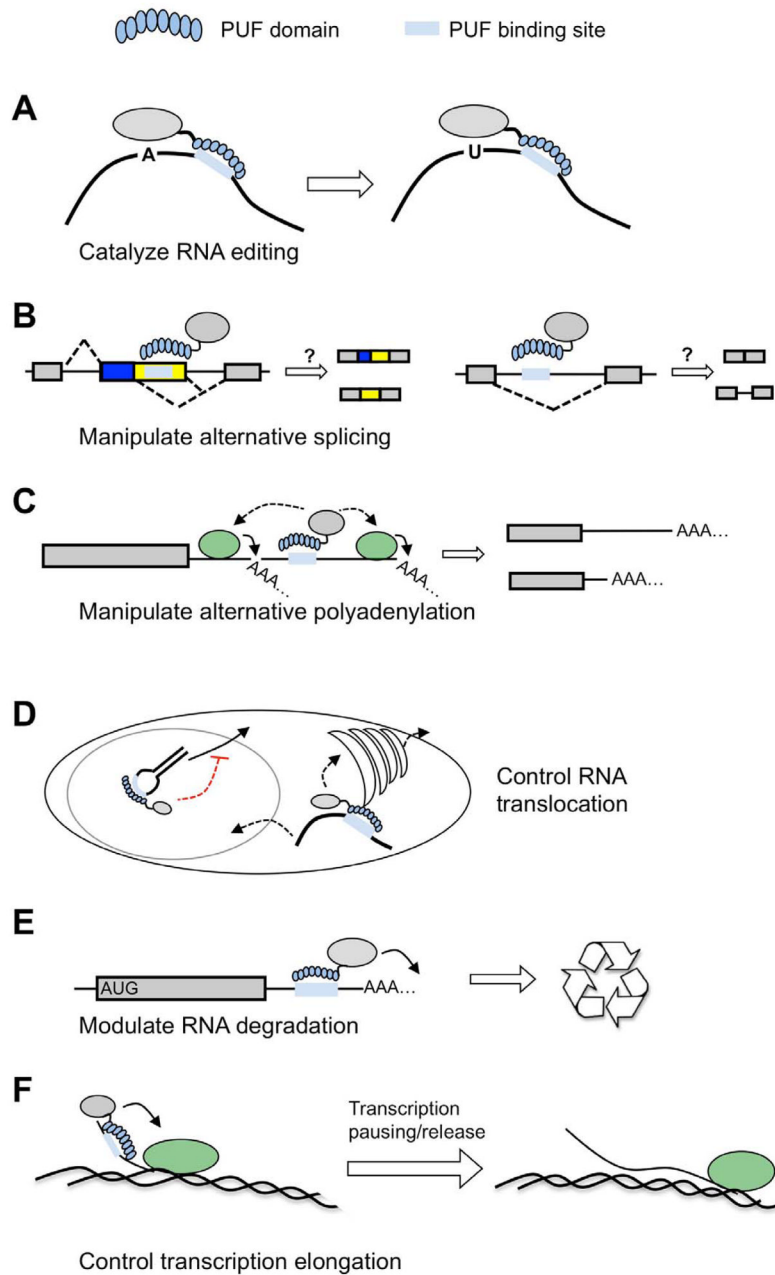 PUF domain
PUF binding site
A
A
U
Catalyze RNA editing
B
?
?
Manipulate alternative splicing
C
AAA...
AAA...
AAA...
AAA...
Manipulate alternative polyadenylation
D
Control RNA
translocation
E
AUG
AAA...
Modulate RNA degradation
F
Transcription
pausing/release
Control transcription elongation